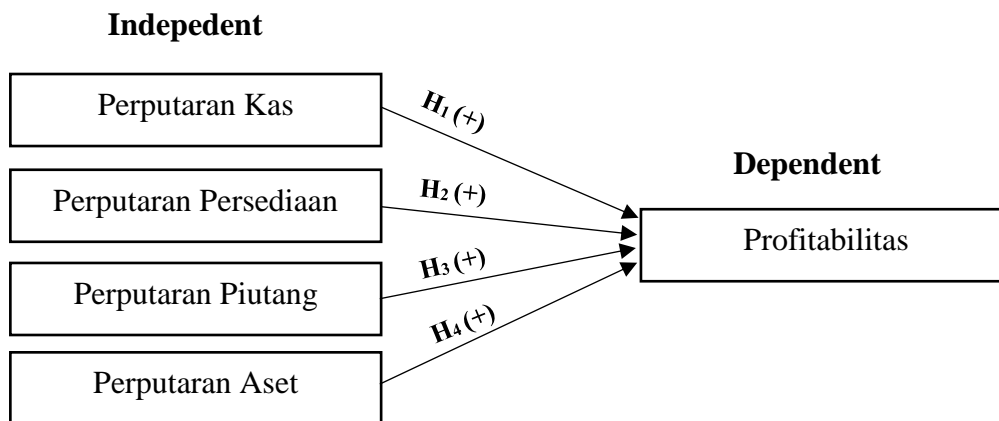 Indepedent
Perputaran Kas
H₁ (+)
Dependent
Perputaran Persediaan
H₂ (+)
Profitabilitas
Perputaran Piutang
H₃ (+)
Perputaran Aset
H₄ (+)